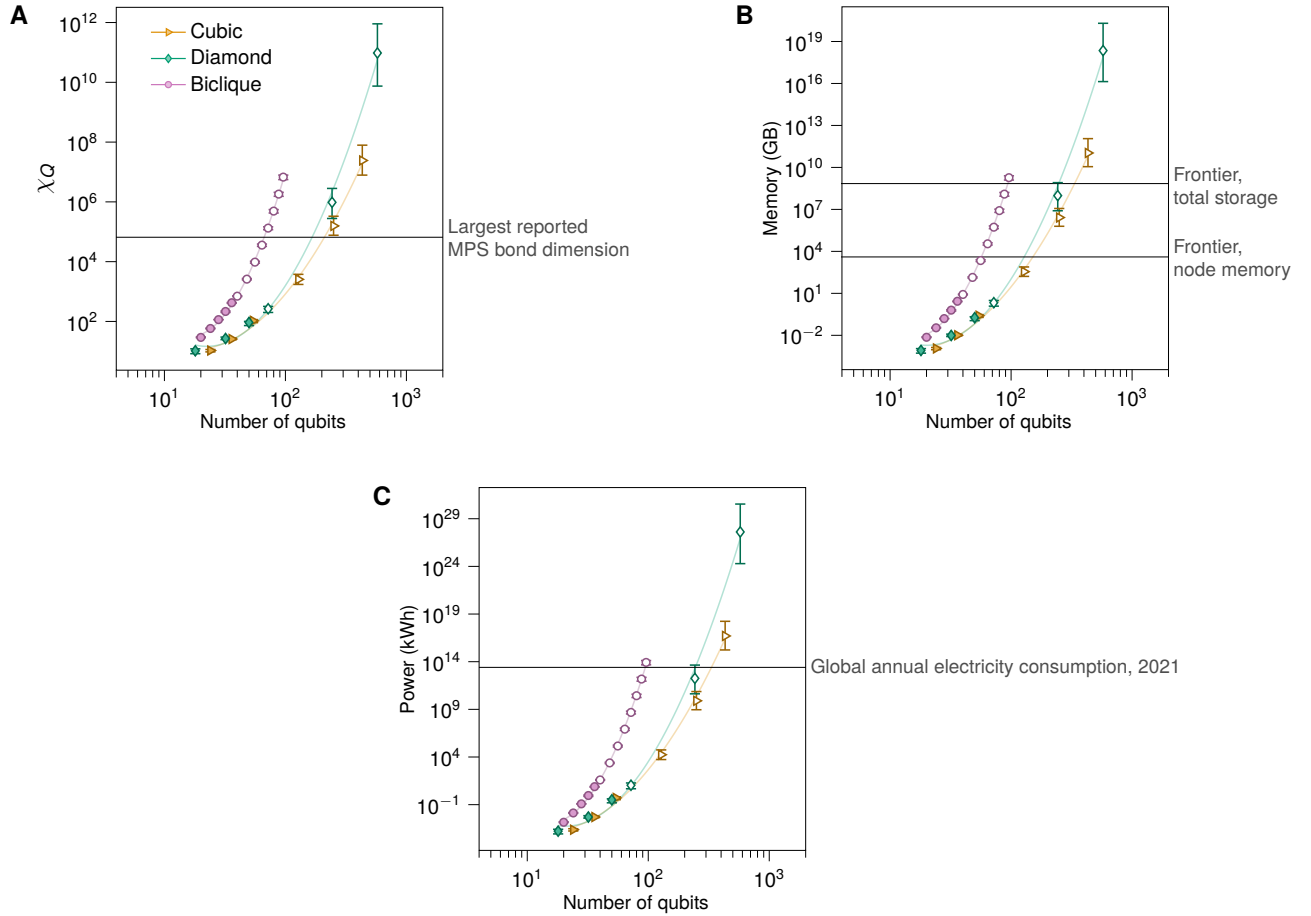 A
10^12
10^10
10^8
10^6
10^4
10^2
χQ
Cubic
Diamond
Biclique
Largest reported
MPS bond dimension
10^1
10^2
10^3
Number of qubits
B
10^19
10^16
10^13
10^10
10^7
10^4
10^1
10^−2
Memory (GB)
Frontier,
total storage
Frontier,
node memory
10^1
10^2
10^3
Number of qubits
C
10^29
10^24
10^19
10^14
10^9
10^4
10^−1
Power (kWh)
Global annual electricity consumption, 2021
10^1
10^2
10^3
Number of qubits